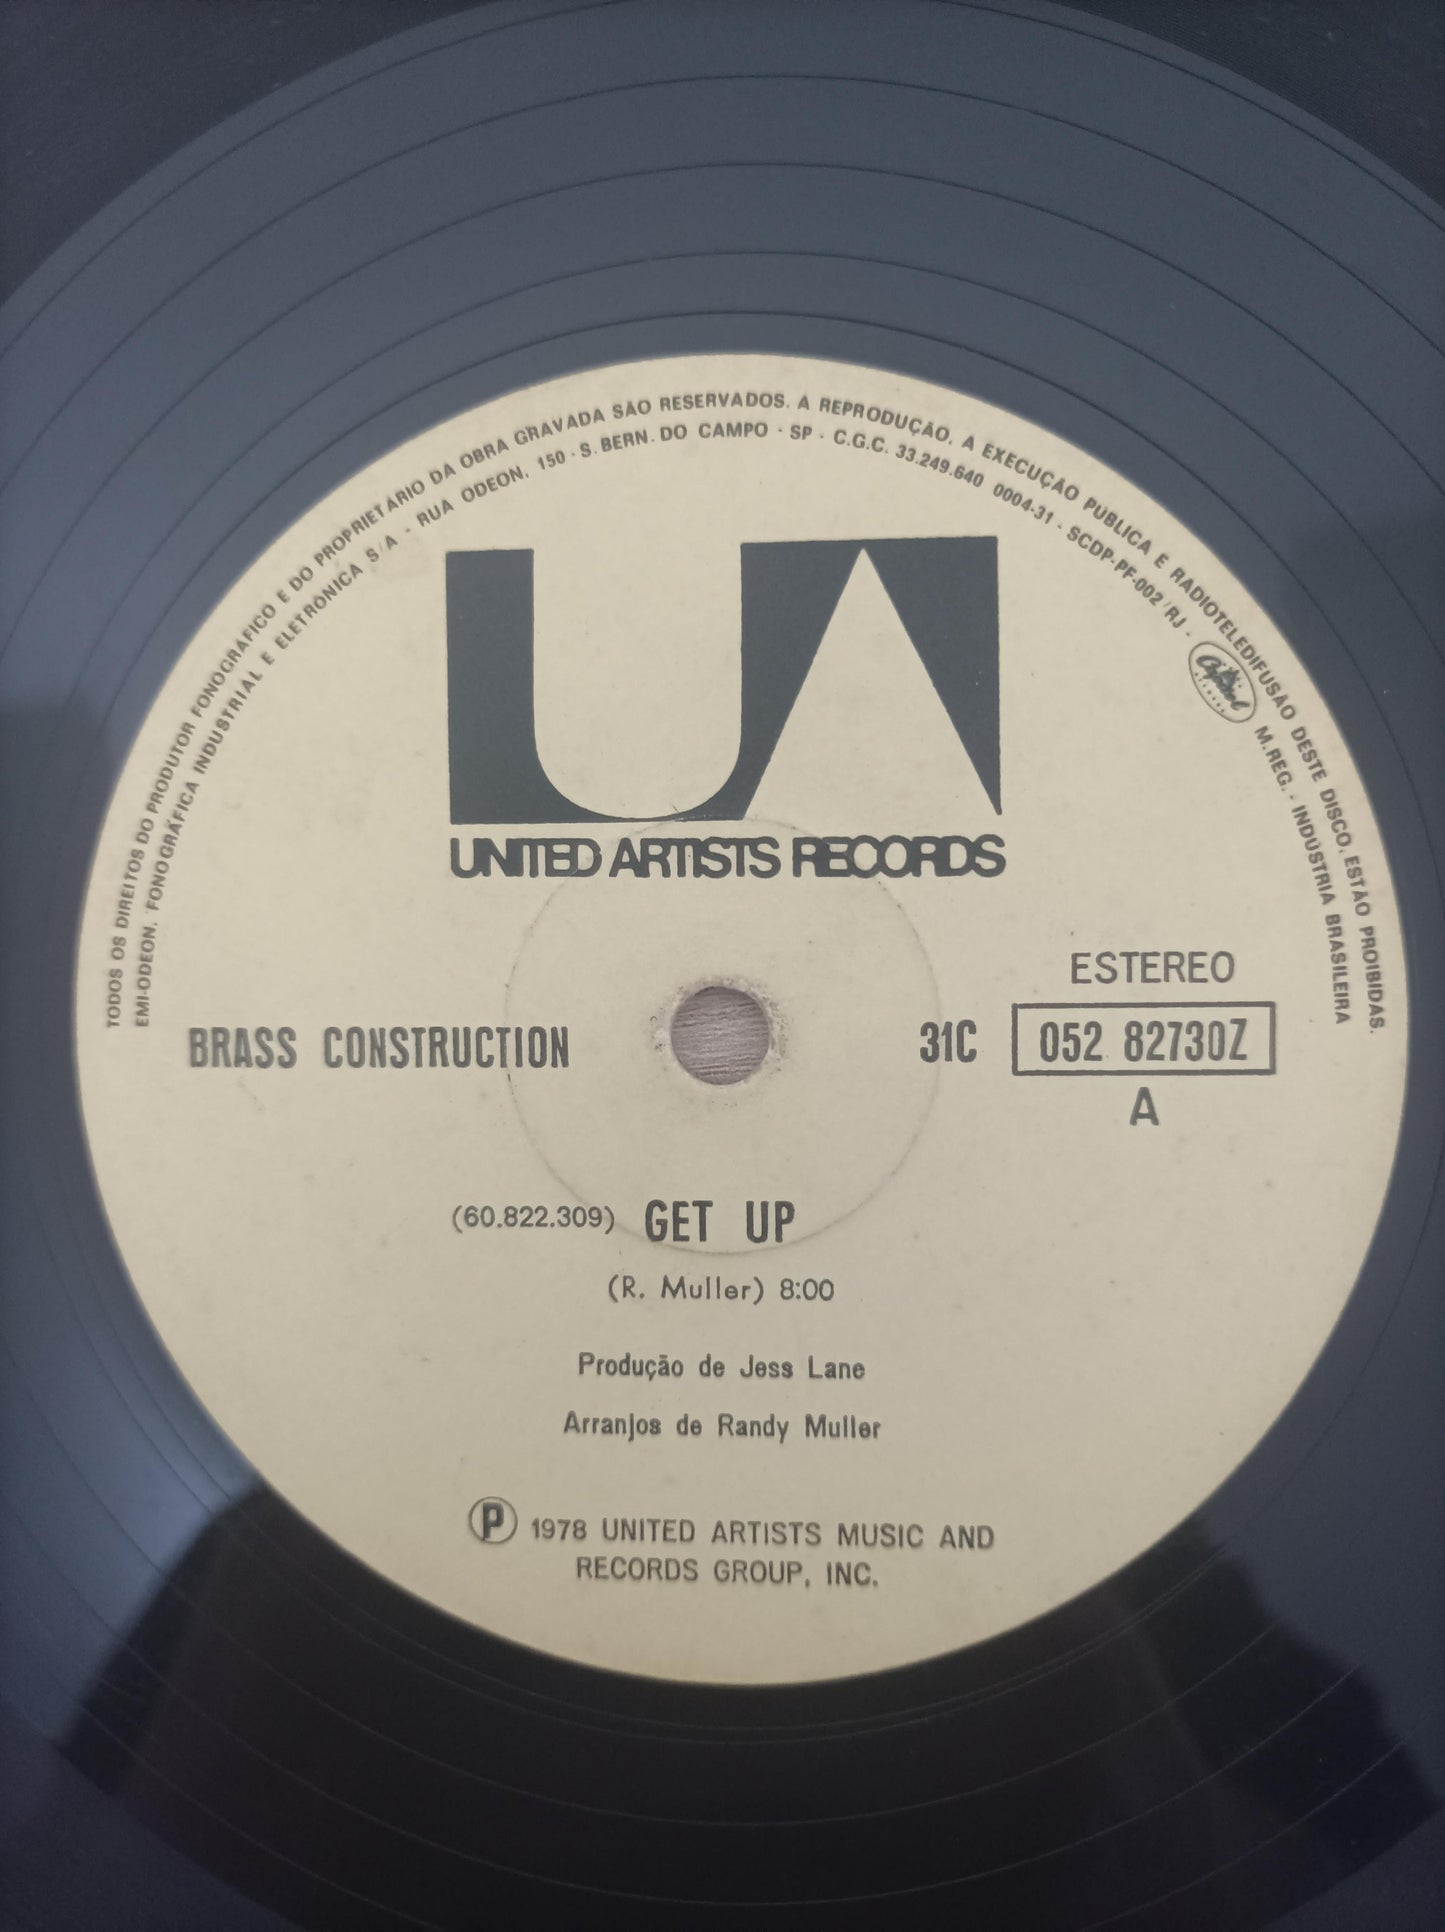 TODOS OS DIREITOS DO PRODUTOR FONOGRÁFICO E DO PROPRIETÁRIO DA OBRA GRAVADA SÃO RESERVADOS. A REPRODUÇÃO, A EXECUÇÃO PÚBLICA E RADIOTELEDIFUSÃO DESTE DISCO, ESTÃO PROIBIDAS.
EMI-ODEON, FONOGRÁFICA INDUSTRIAL E ELETRÔNICA S/A - RUA ODEON, 150 - S. BERN. DO CAMPO - SP - C.G.C. 33.249.640 0004-31 - SCDP-PF-002/RJ - Capitol M.REG. - INDÚSTRIA BRASILEIRA
UA
UNITED ARTISTS RECORDS
ESTEREO
BRASS CONSTRUCTION 31C 052 82730Z
A
(60.822.309) GET UP
(R. Muller) 8:00
Produção de Jess Lane
Arranjos de Randy Muller
Ⓟ 1978 UNITED ARTISTS MUSIC AND
RECORDS GROUP, INC.